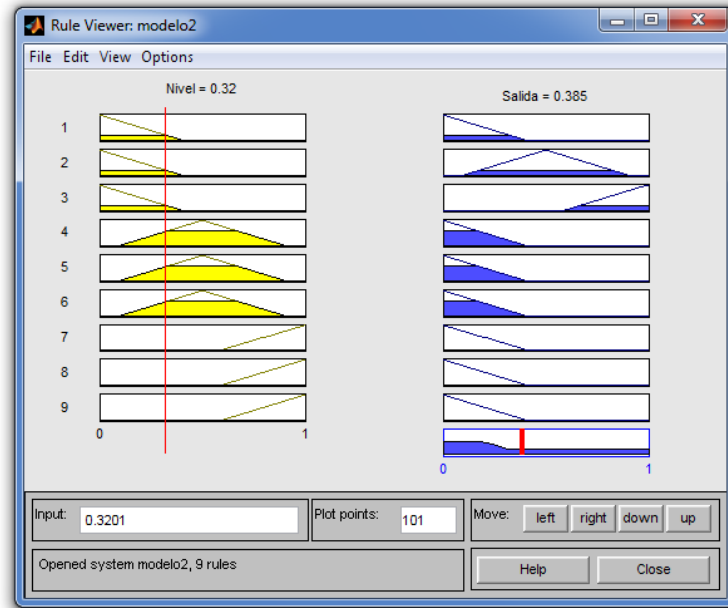 Rule Viewer: modelo2
File Edit View Options
Nivel = 0.32
Salida = 0.385
1
2
3
4
5
6
7
8
9
0 1
0 1
Input: 0.3201 Plot points: 101 Move: left right down up
Opened system modelo2, 9 rules
Help Close